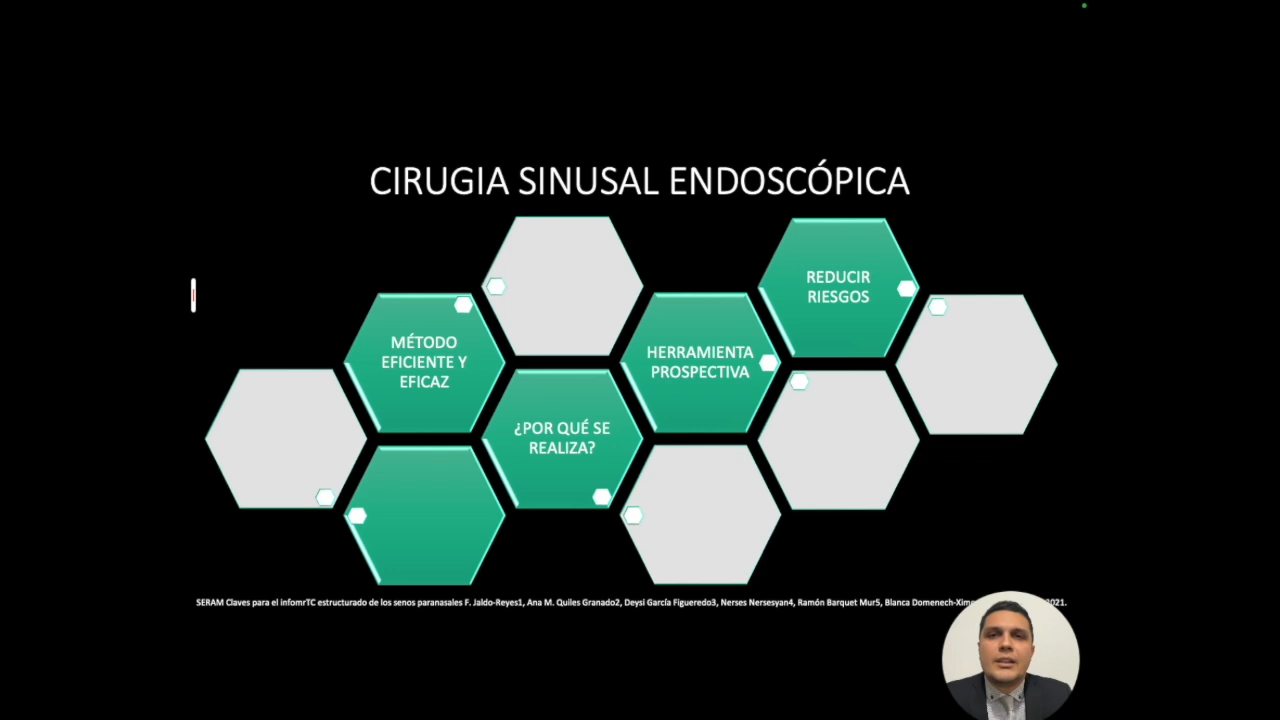 CIRUGIA SINUSAL ENDOSCÓPICA
MÉTODO
EFICIENTE Y
EFICAZ
¿POR QUÉ SE
REALIZA?
HERRAMIENTA
PROSPECTIVA
REDUCIR
RIESGOS
SERAM Claves para el infomrTC estructurado de los senos paranasales F. Jaldo-Reyes1, Ana M. Quiles Granado2, Deysi García Figueredo3, Nerses Nersesyan4, Ramón Barquet Mur5, Blanca 2021.